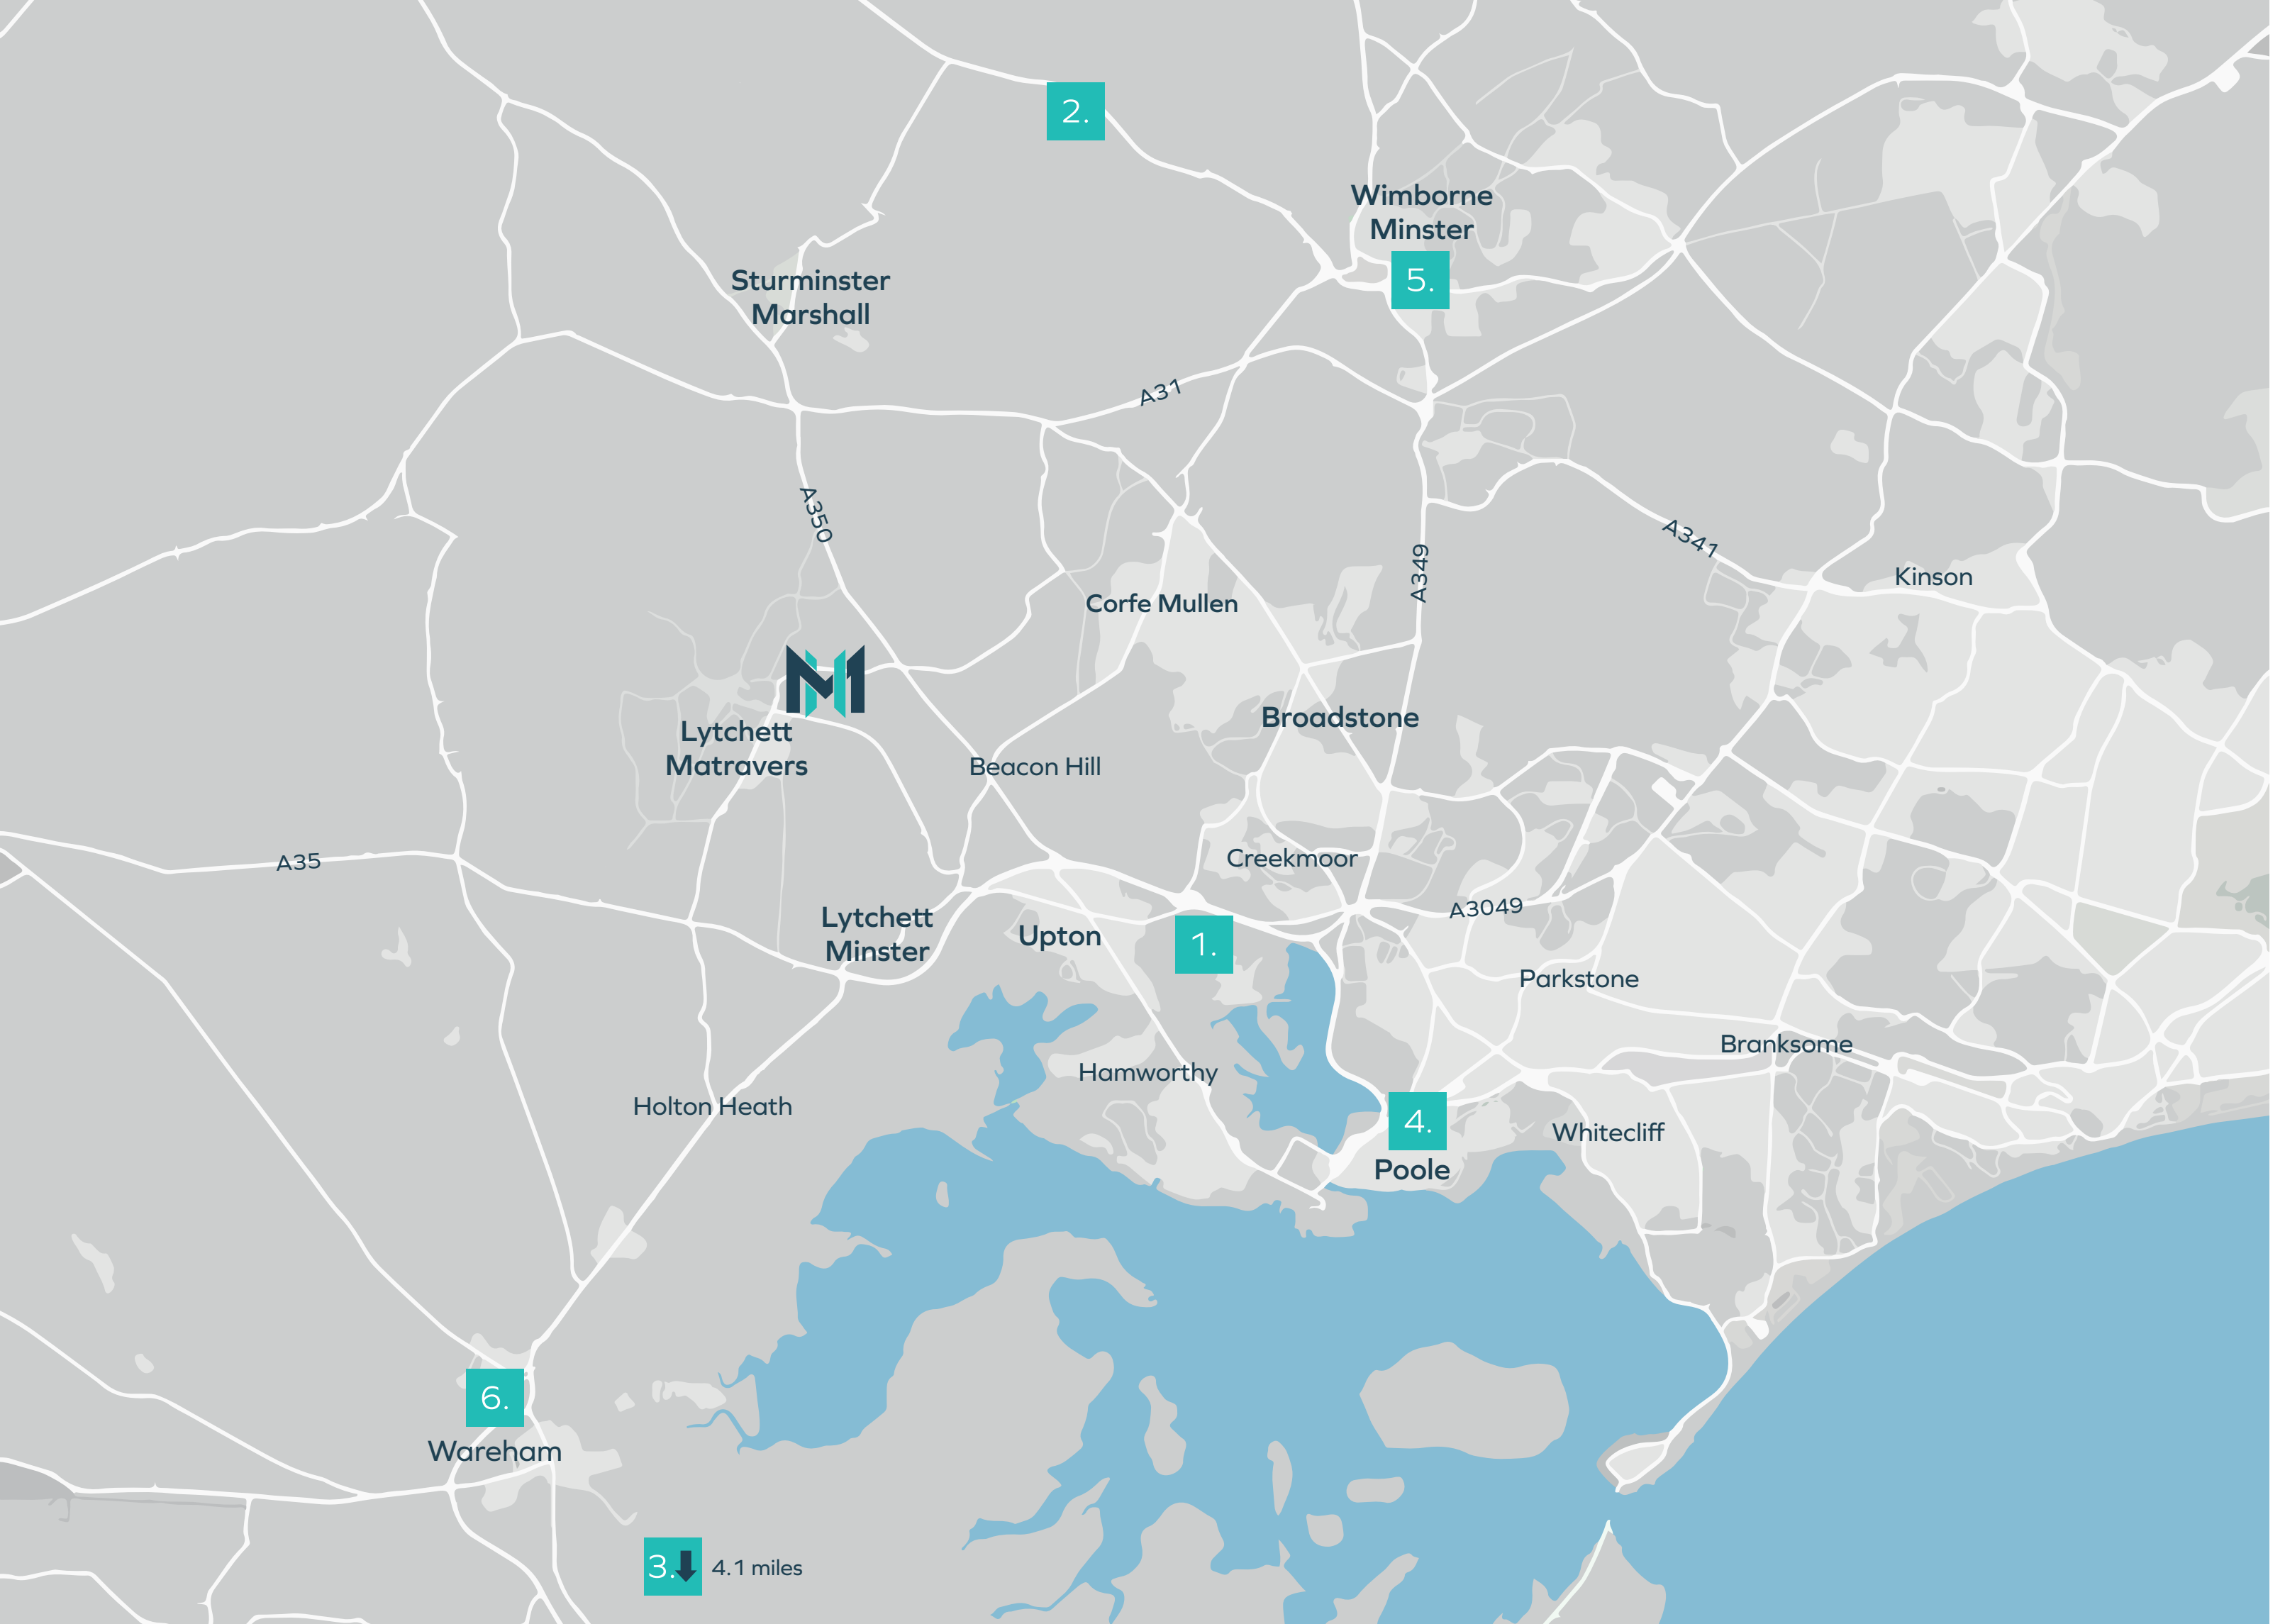 2.
Wimborne
Minster
5.
Sturminster
Marshall
A31
A350
A349
A341
Kinson
Corfe Mullen
Lytchett
Matravers
Broadstone
Beacon Hill
A35
Creekmoor
A3049
Lytchett
Minster
Upton
1.
Parkstone
Branksome
Hamworthy
Holton Heath
4.
Poole
Whitecliff
6.
Wareham
3.
4.1 miles